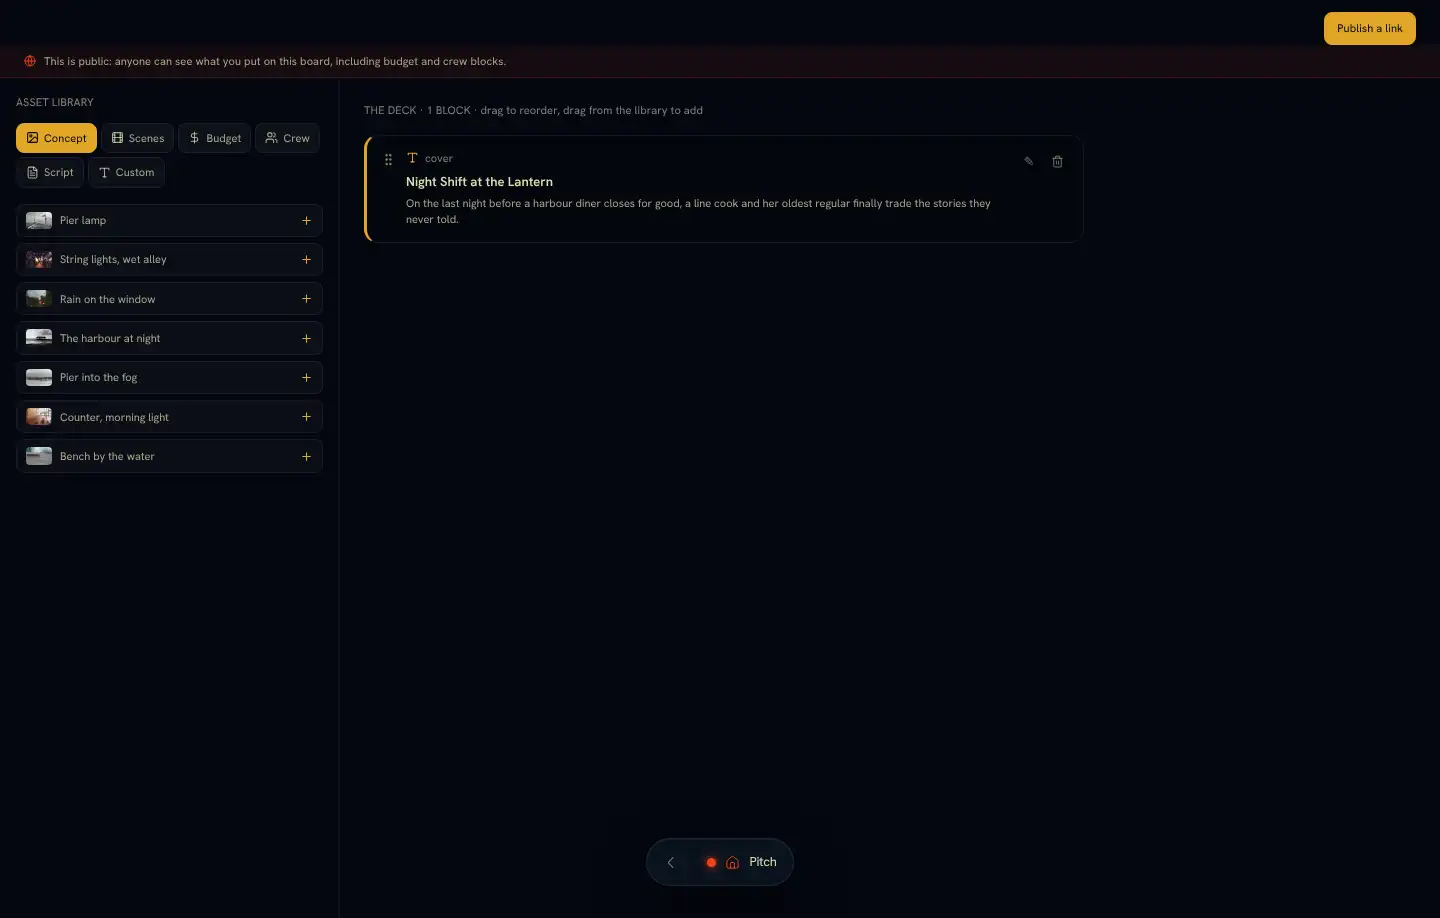 Publish a link
This is public: anyone can see what you put on this board, including budget and crew blocks.
ASSET LIBRARY
Concept
Scenes
Budget
Crew
Script
Custom
Pier lamp
String lights, wet alley
Rain on the window
The harbour at night
Pier into the fog
Counter, morning light
Bench by the water
THE DECK · 1 BLOCK · drag to reorder, drag from the library to add
cover
Night Shift at the Lantern
On the last night before a harbour diner closes for good, a line cook and her oldest regular finally trade the stories they
never told.
Pitch